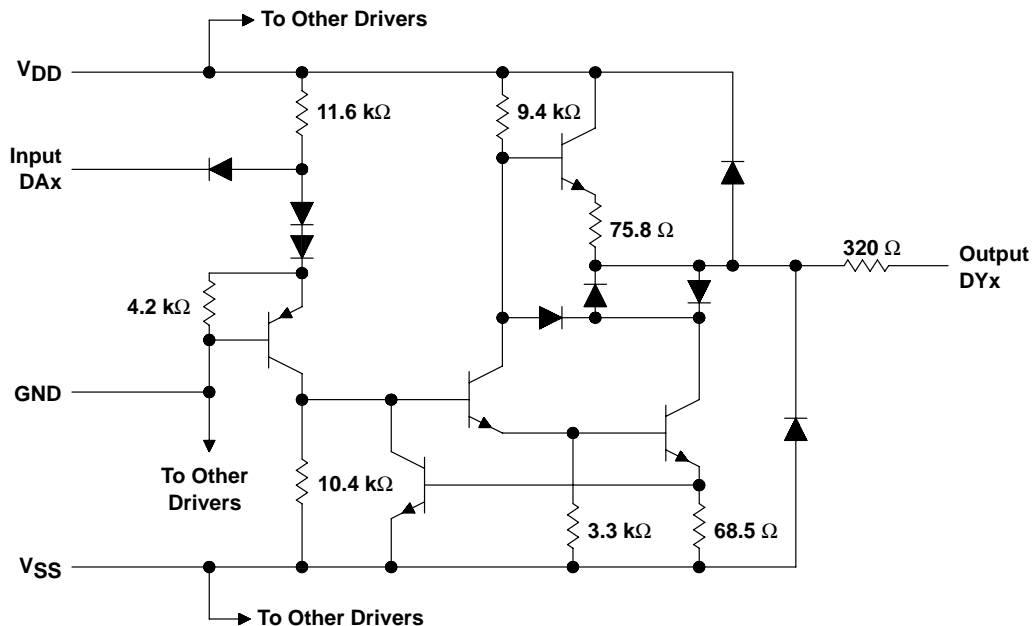 To Other Drivers
VDD
11.6 kΩ
9.4 kΩ
Input
DAx
75.8 Ω
320 Ω
Output
DYx
4.2 kΩ
GND
To Other
Drivers
10.4 kΩ
3.3 kΩ
68.5 Ω
VSS
To Other Drivers